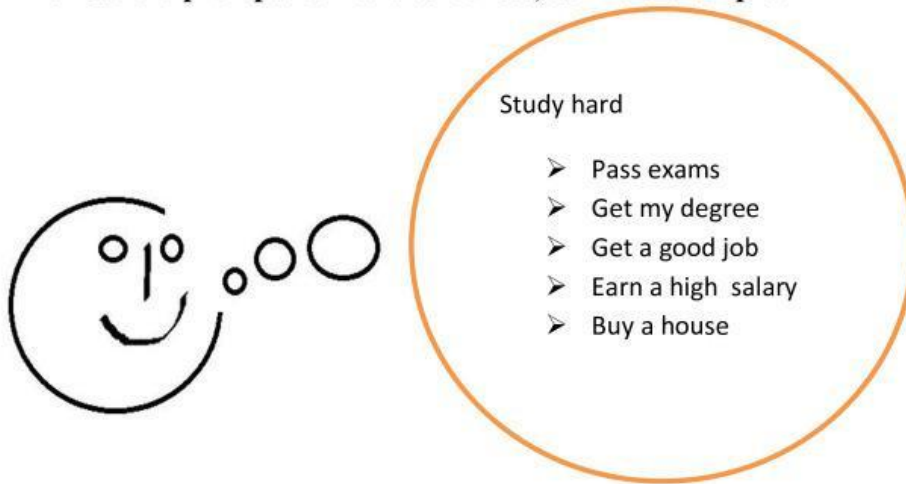 Study hard
➢ Pass exams
➢ Get my degree
➢ Get a good job
➢ Earn a high salary
➢ Buy a house